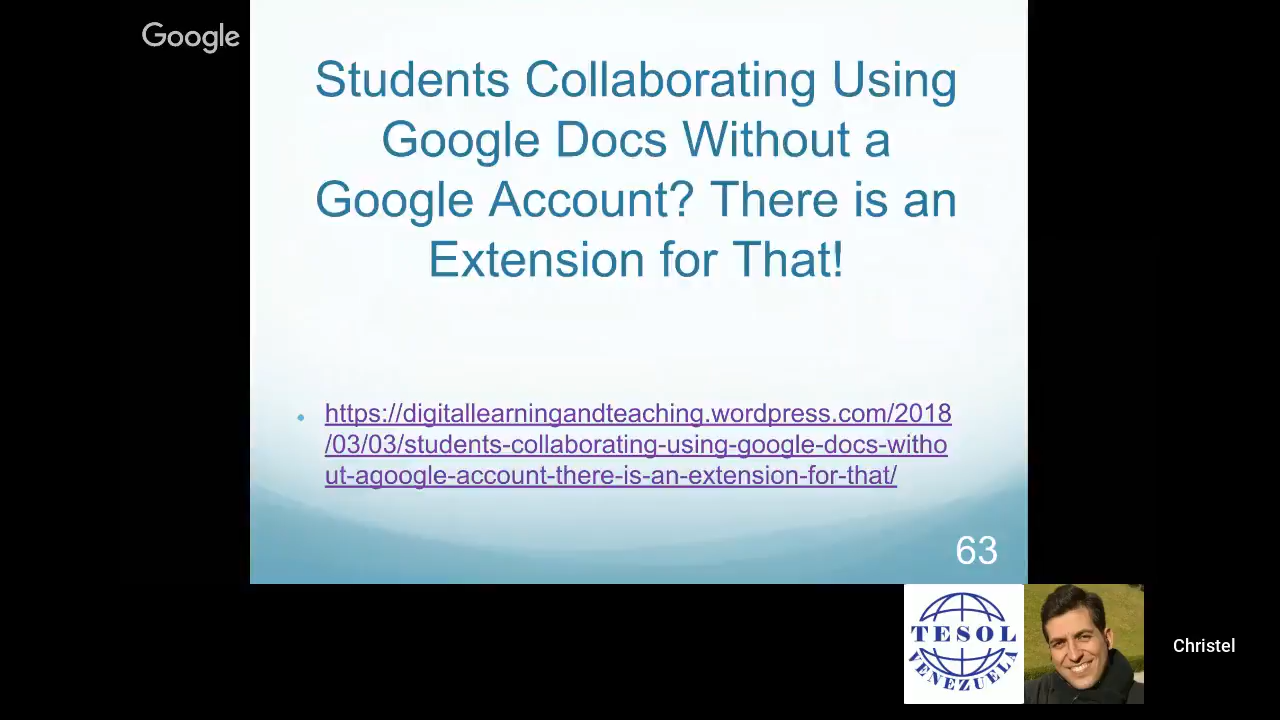 Google
Students Collaborating Using
Google Docs Without a
Google Account? There is an
Extension for That!
• https://digitallearningandteaching.wordpress.com/2018
/03/03/students-collaborating-using-google-docs-witho
ut-agoogle-account-there-is-an-extension-for-that/
63
TESOL
VENEZUELA
Christel